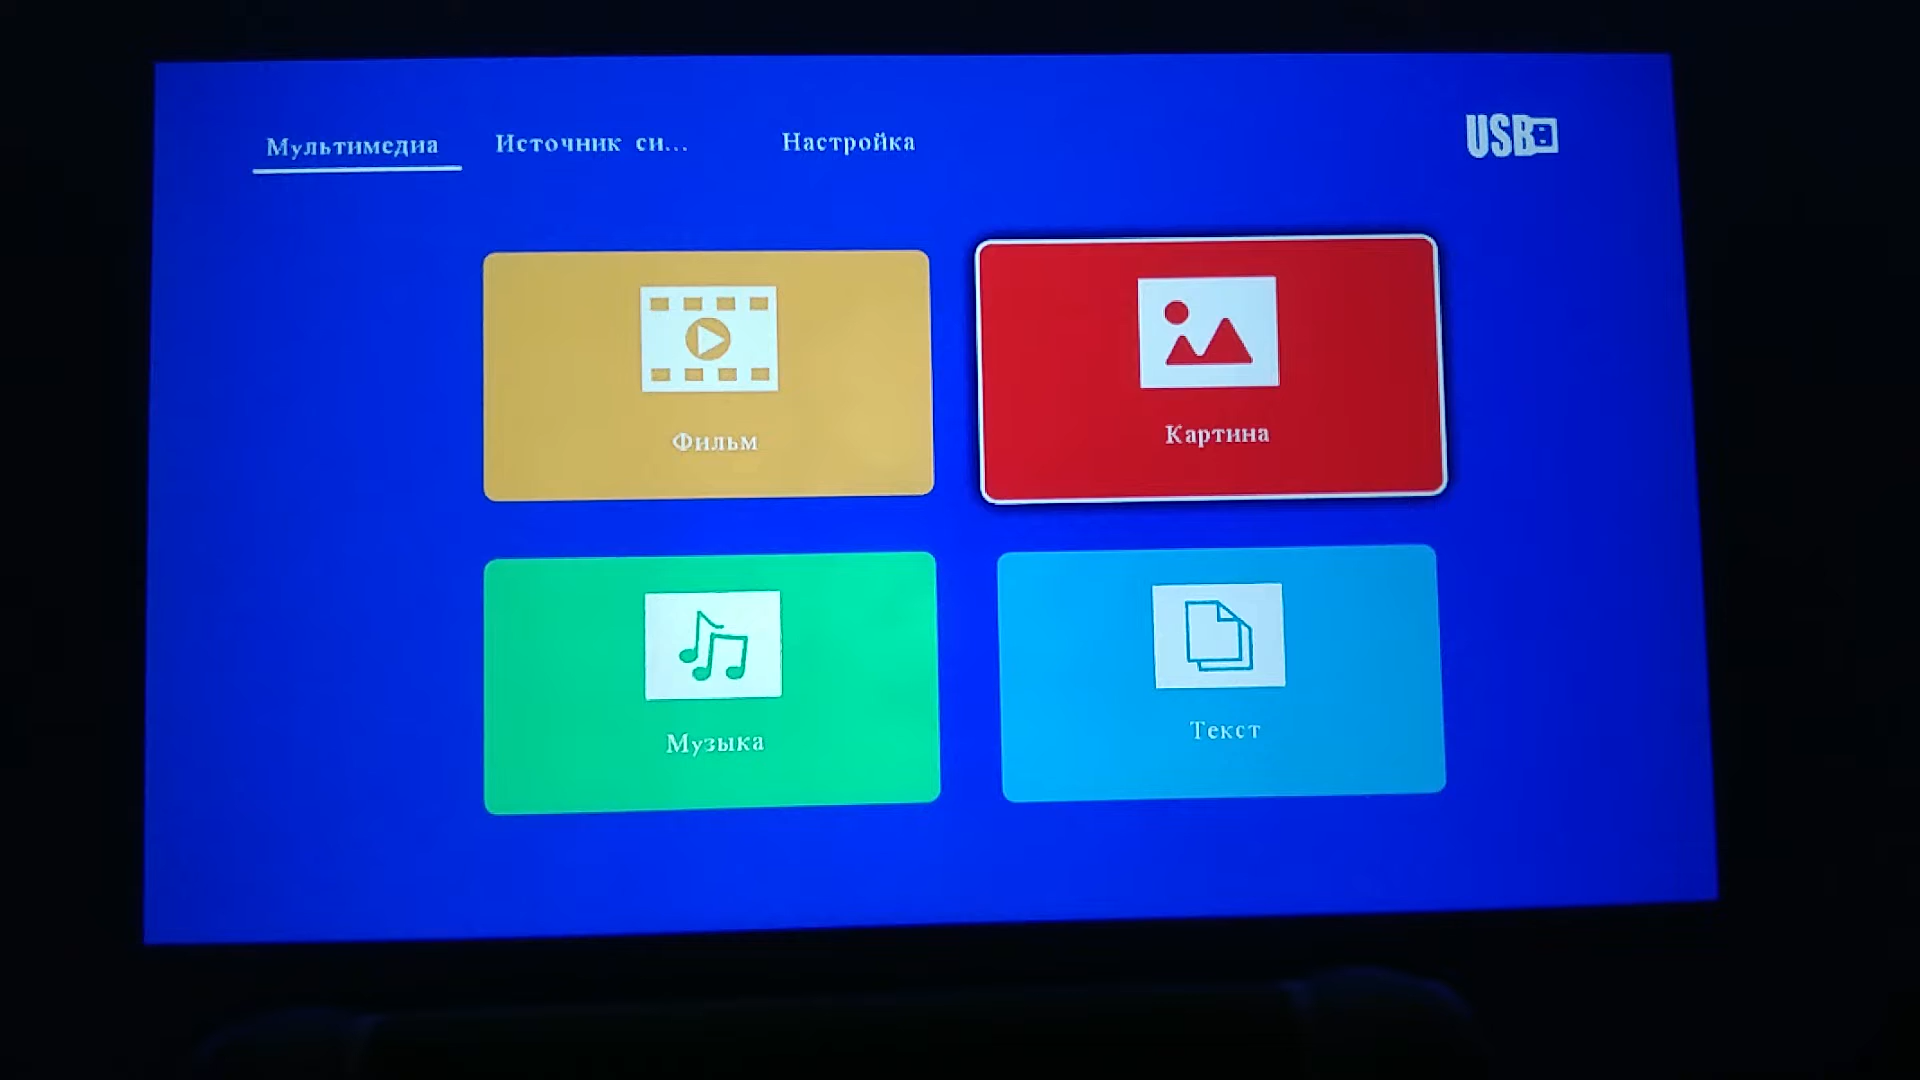 Мультимедиа
Источник си...
Настройка
USB
Фильм
Картина
Музыка
Текст